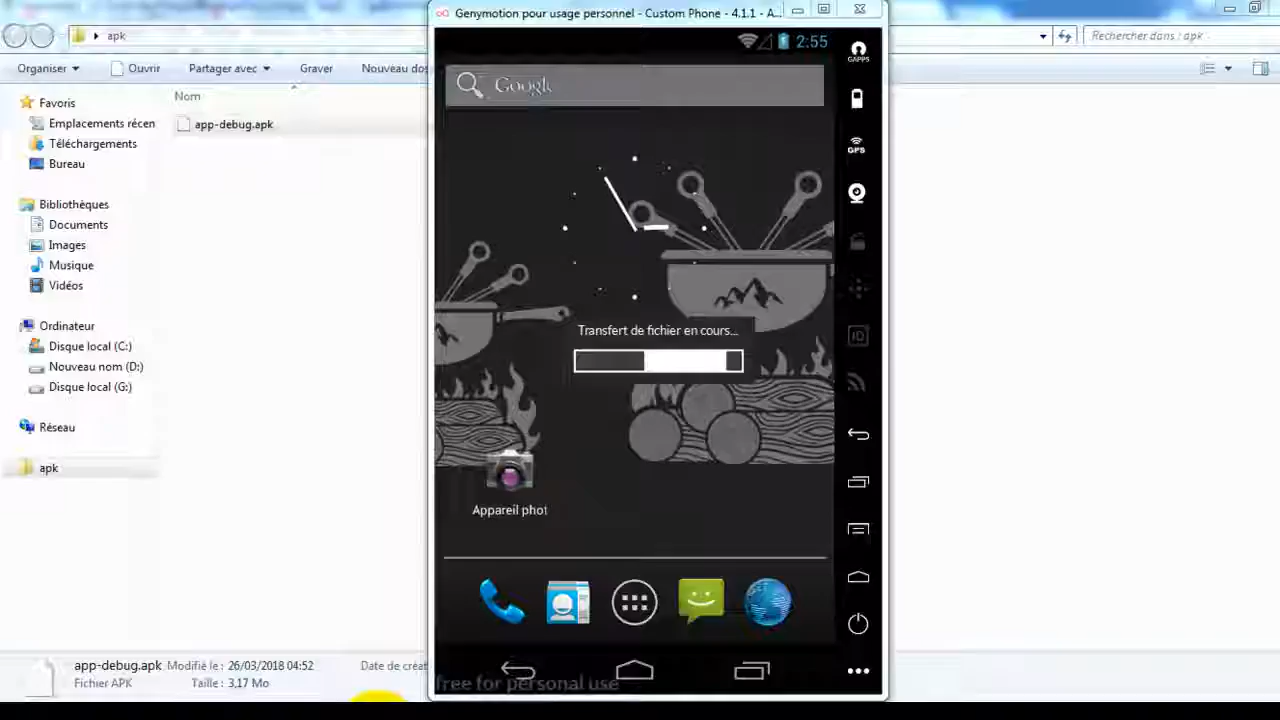 Genymotion pour usage personnel - Custom Phone - 4.1.1 - A...
apk
Rechercher dans : apk
Organiser
Ouvrir
Partager avec
Graver
Nouveau dos
2:55
GAPPS
Google
Nom
app-debug.apk
Favoris
Emplacements récen
Téléchargements
Bureau
Bibliothèques
Documents
Images
Musique
Vidéos
Ordinateur
Disque local (C:)
Nouveau nom (D:)
Disque local (G:)
Réseau
apk
GPS
ID
Transfert de fichier en cours...
Appareil phot
free for personal use
app-debug.apk Modifié le : 26/03/2018 04:52 Date de créat
Fichier APK Taille : 3,17 Mo